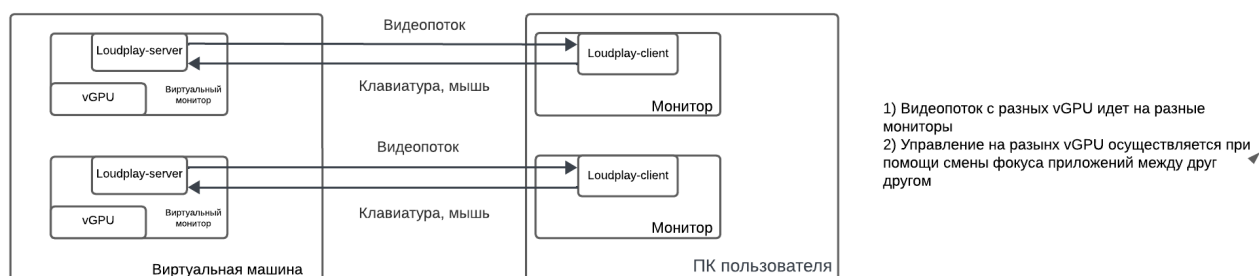 Видеопоток
Loudplay-server
Loudplay-client
vGPU
Виртуальный
монитор
Клавиатура, мышь
Монитор
1) Видеопоток с разных vGPU идет на разные
мониторы
2) Управление на разынх vGPU осуществляется при
помощи смены фокуса приложений между друг
другом
Видеопоток
Loudplay-server
Loudplay-client
vGPU
Виртуальный
монитор
Клавиатура, мышь
Монитор
Виртуальная машина
ПК пользователя